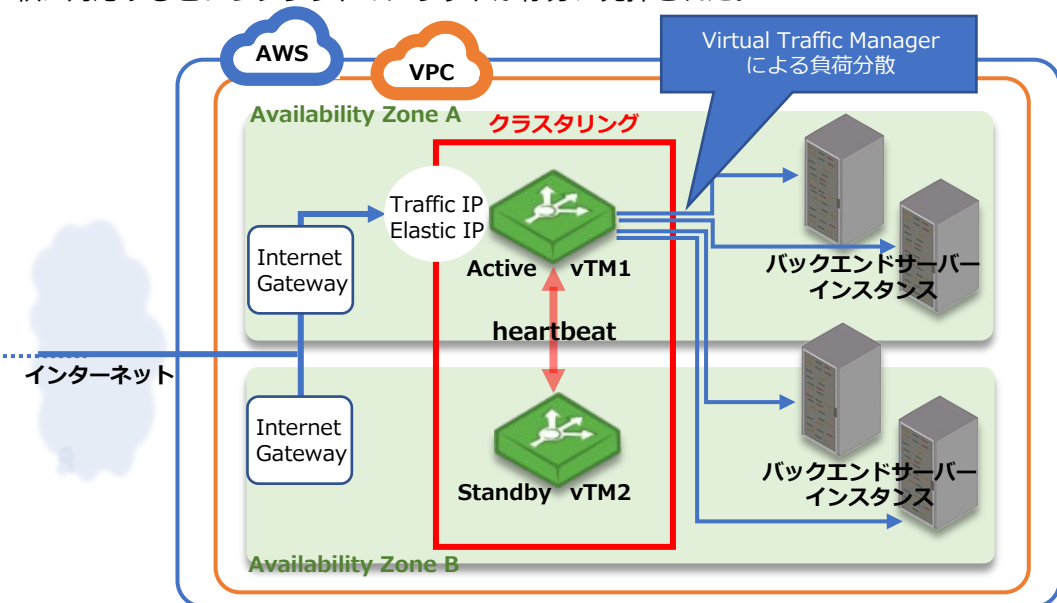 AWS
VPC
Virtual Traffic Manager
による負荷分散
Availability Zone A
クラスタリング
Traffic IP
Elastic IP
Internet
Gateway
Active
vTM1
バックエンドサーバー
インスタンス
heartbeat
インターネット
Internet
Gateway
Standby
vTM2
バックエンドサーバー
インスタンス
Availability Zone B